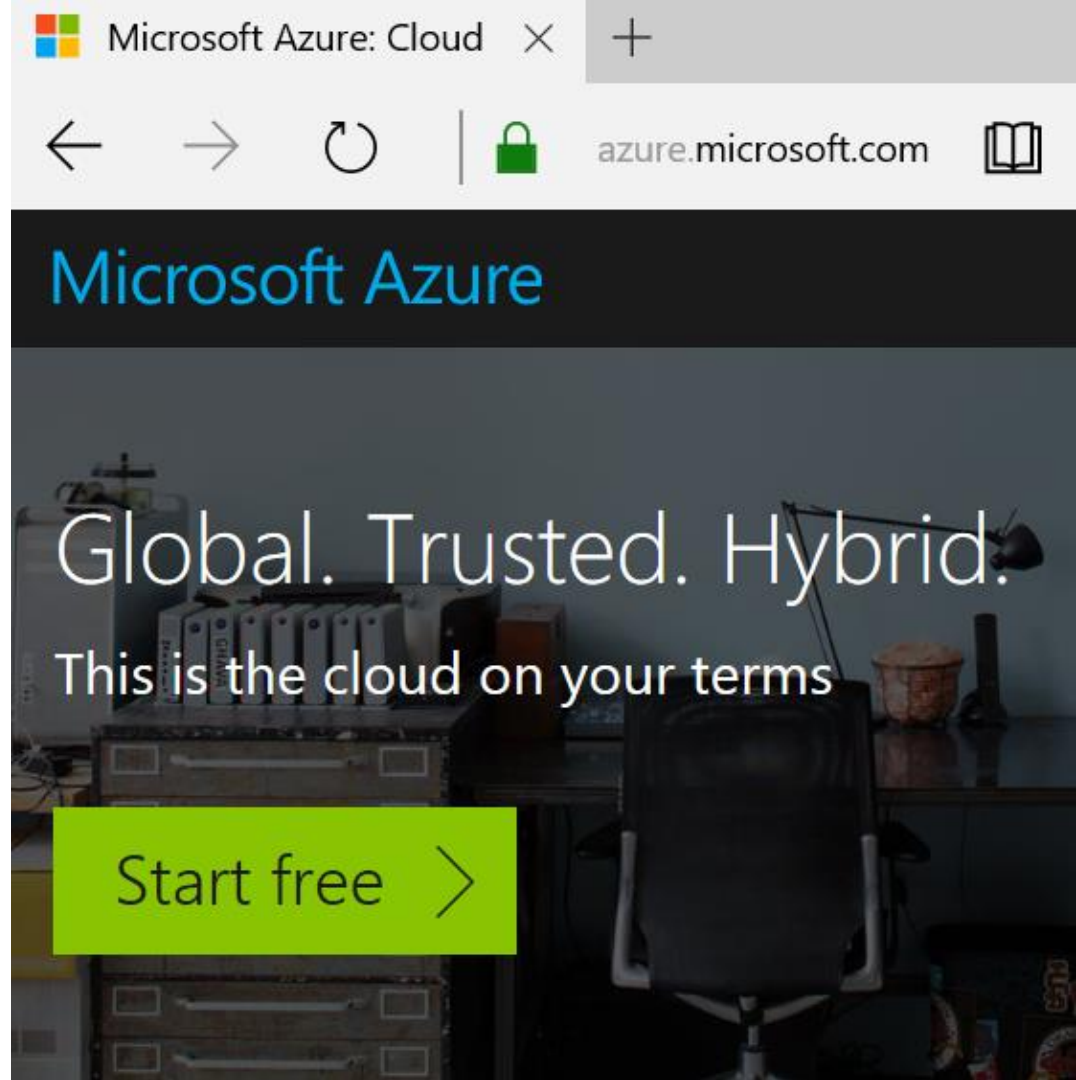 Microsoft Azure: Cloud
azure.microsoft.com
Microsoft Azure
Global. Trusted. Hybrid.
This is the cloud on your terms
Start free